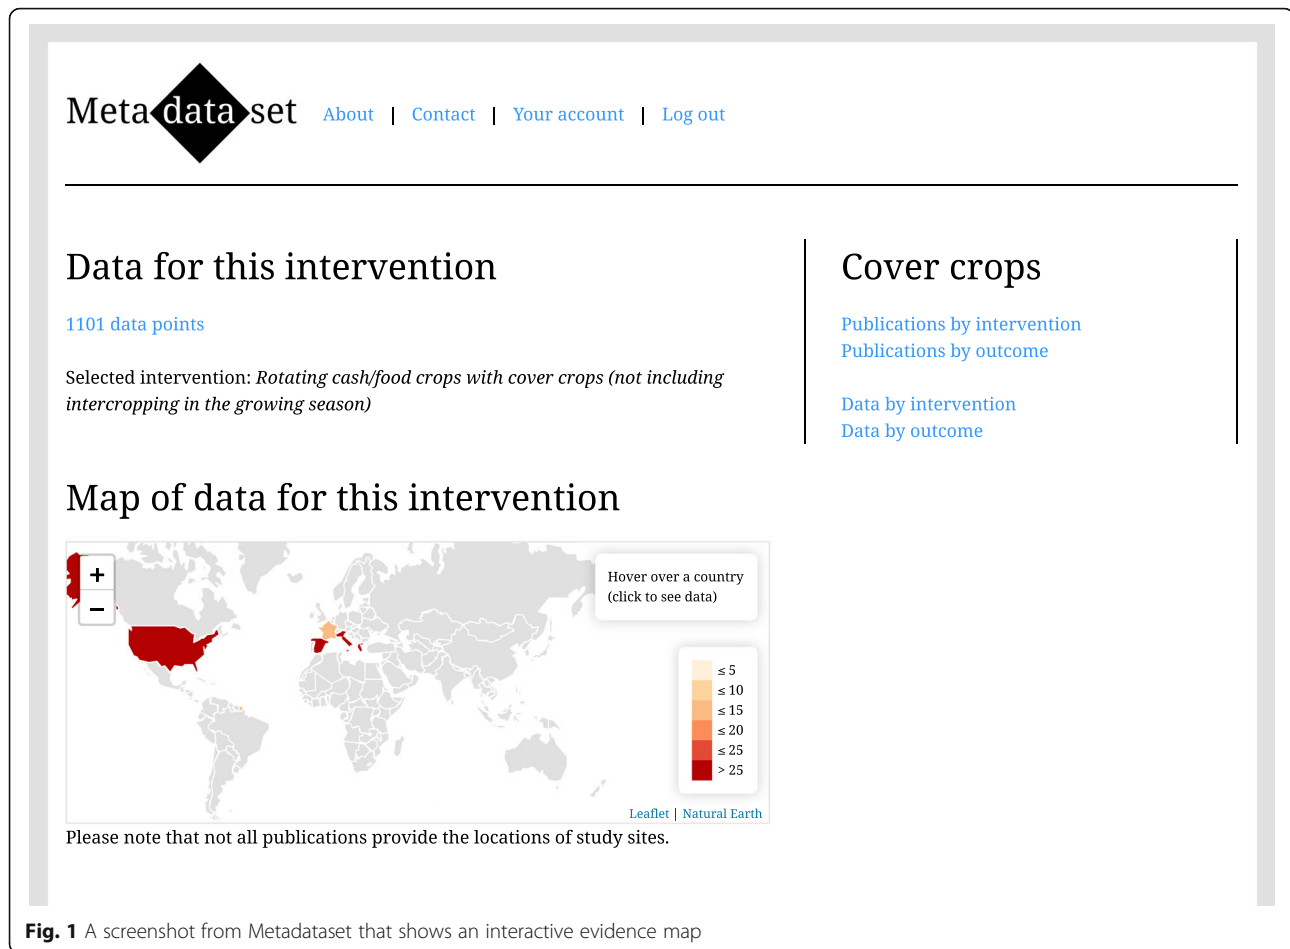 Metadataset
About | Contact | Your account | Log out
Data for this intervention
1101 data points
Selected intervention: Rotating cash/food crops with cover crops (not including
intercropping in the growing season)
Cover crops
Publications by intervention
Publications by outcome
Data by intervention
Data by outcome
Map of data for this intervention
+
−
Hover over a country
(click to see data)
≤ 5
≤ 10
≤ 15
≤ 20
≤ 25
> 25
Leaflet | Natural Earth
Please note that not all publications provide the locations of study sites.
Fig. 1 A screenshot from Metadataset that shows an interactive evidence map